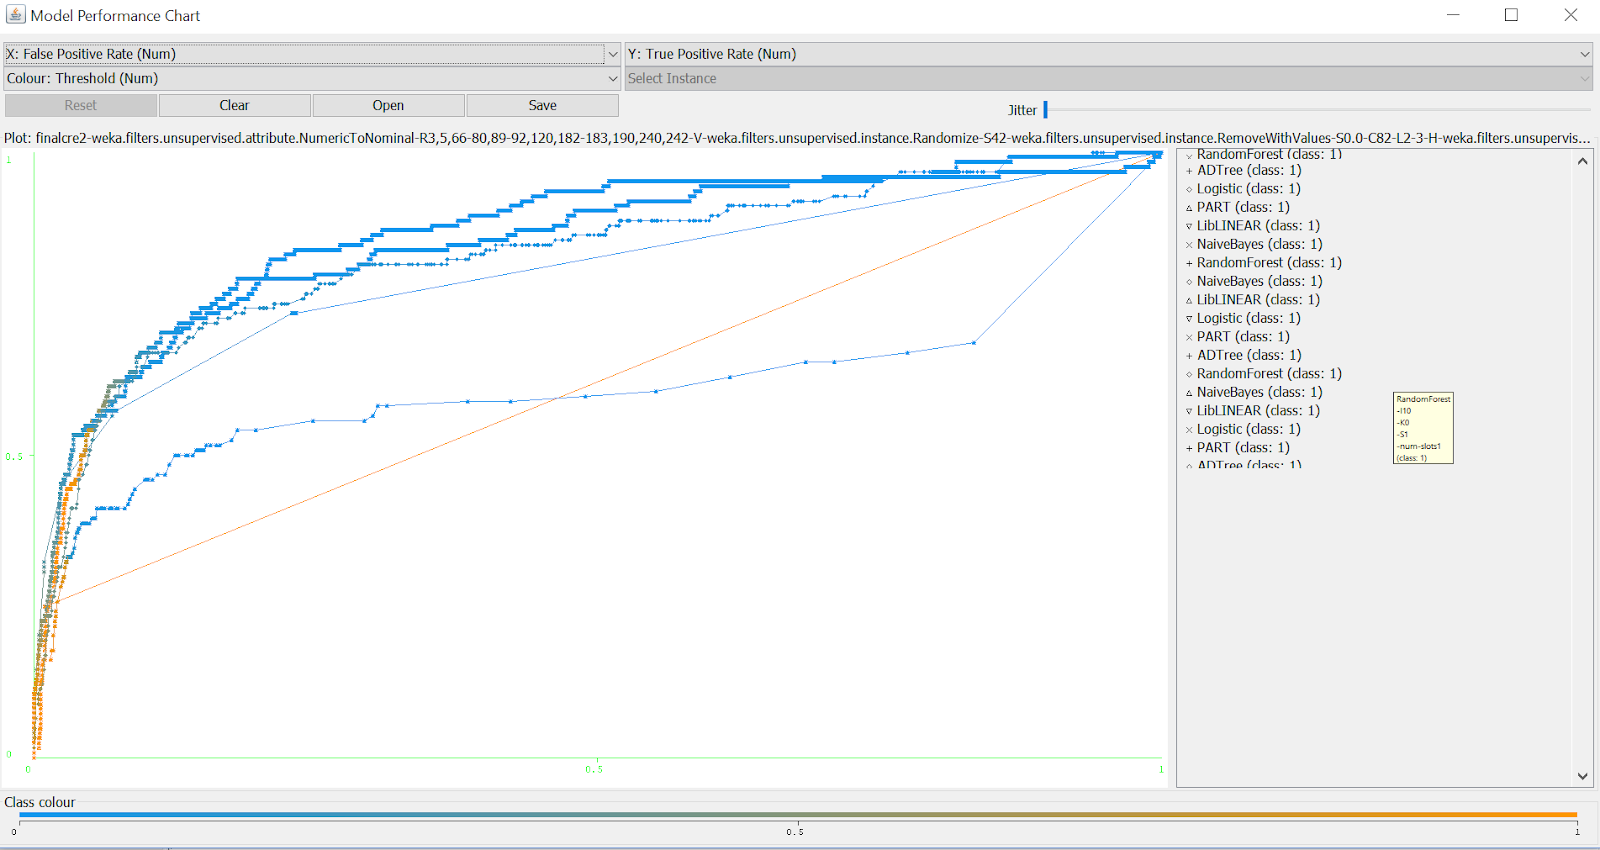 Model Performance Chart
X: False Positive Rate (Num)
Y: True Positive Rate (Num)
Colour: Threshold (Num)
Select Instance
Reset
Clear
Open
Save
Jitter
Plot: finalcre2-weka.filters.unsupervised.attribute.NumericToNominal-R3,5,66-80,89-92,120,182-183,190,240,242-V-weka.filters.unsupervised.instance.Randomize-S42-weka.filters.unsupervised.instance.RemoveWithValues-S0.0-C82-L2-3-H-weka.filters.unsupervis...
1
0.5
0
0
0.5
1
RandomForest (class: 1)
ADTree (class: 1)
Logistic (class: 1)
PART (class: 1)
LibLINEAR (class: 1)
NaiveBayes (class: 1)
RandomForest (class: 1)
NaiveBayes (class: 1)
LibLINEAR (class: 1)
Logistic (class: 1)
PART (class: 1)
ADTree (class: 1)
RandomForest (class: 1)
NaiveBayes (class: 1)
LibLINEAR (class: 1)
Logistic (class: 1)
PART (class: 1)
ADTree (class: 1)
RandomForest
-I10
-K0
-S1
-num-slots1
(class: 1)
Class colour
0
0.5
1